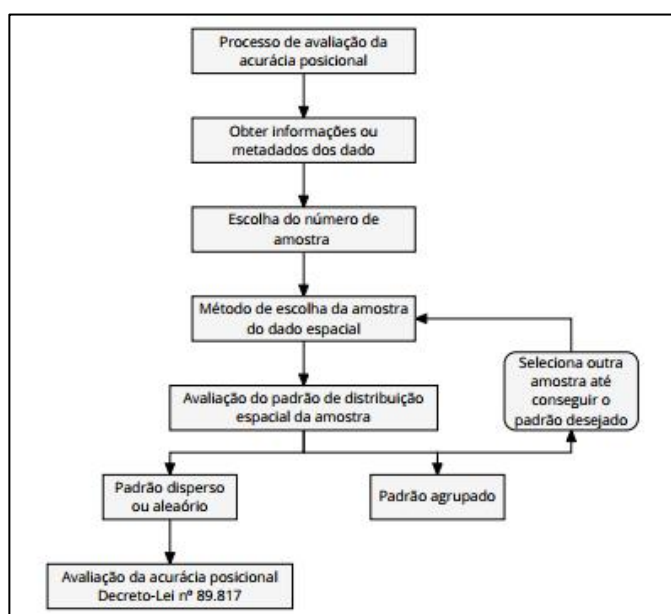 Processo de avaliação da
acurácia posicional
Obter informações ou
metadados dos dado
Escolha do número de
amostra
Método de escolha da amostra
do dado espacial
Seleciona outra
amostra até
conseguir o
padrão desejado
Avaliação do padrão de distribuição
espacial da amostra
Padrão disperso
ou aleaório
Padrão agrupado
Avaliação da acurácia posicional
Decreto-Lei nº 89.817